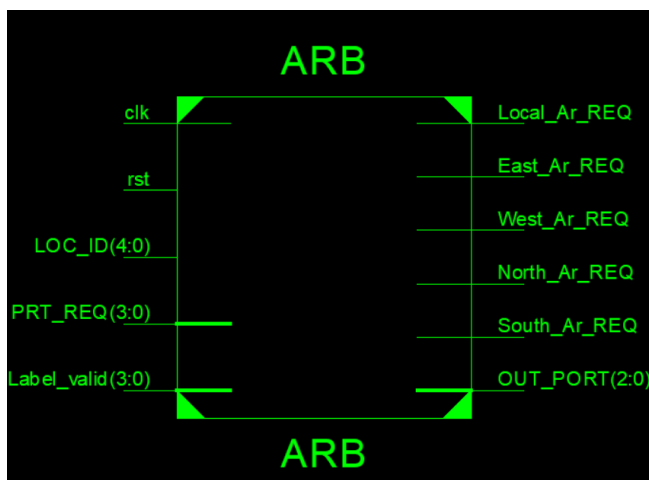 ARB
clk
rst
LOC_ID(4:0)
PRT_REQ(3:0)
Label_valid(3:0)
Local_Ar_REQ
East_Ar_REQ
West_Ar_REQ
North_Ar_REQ
South_Ar_REQ
OUT_PORT(2:0)
ARB